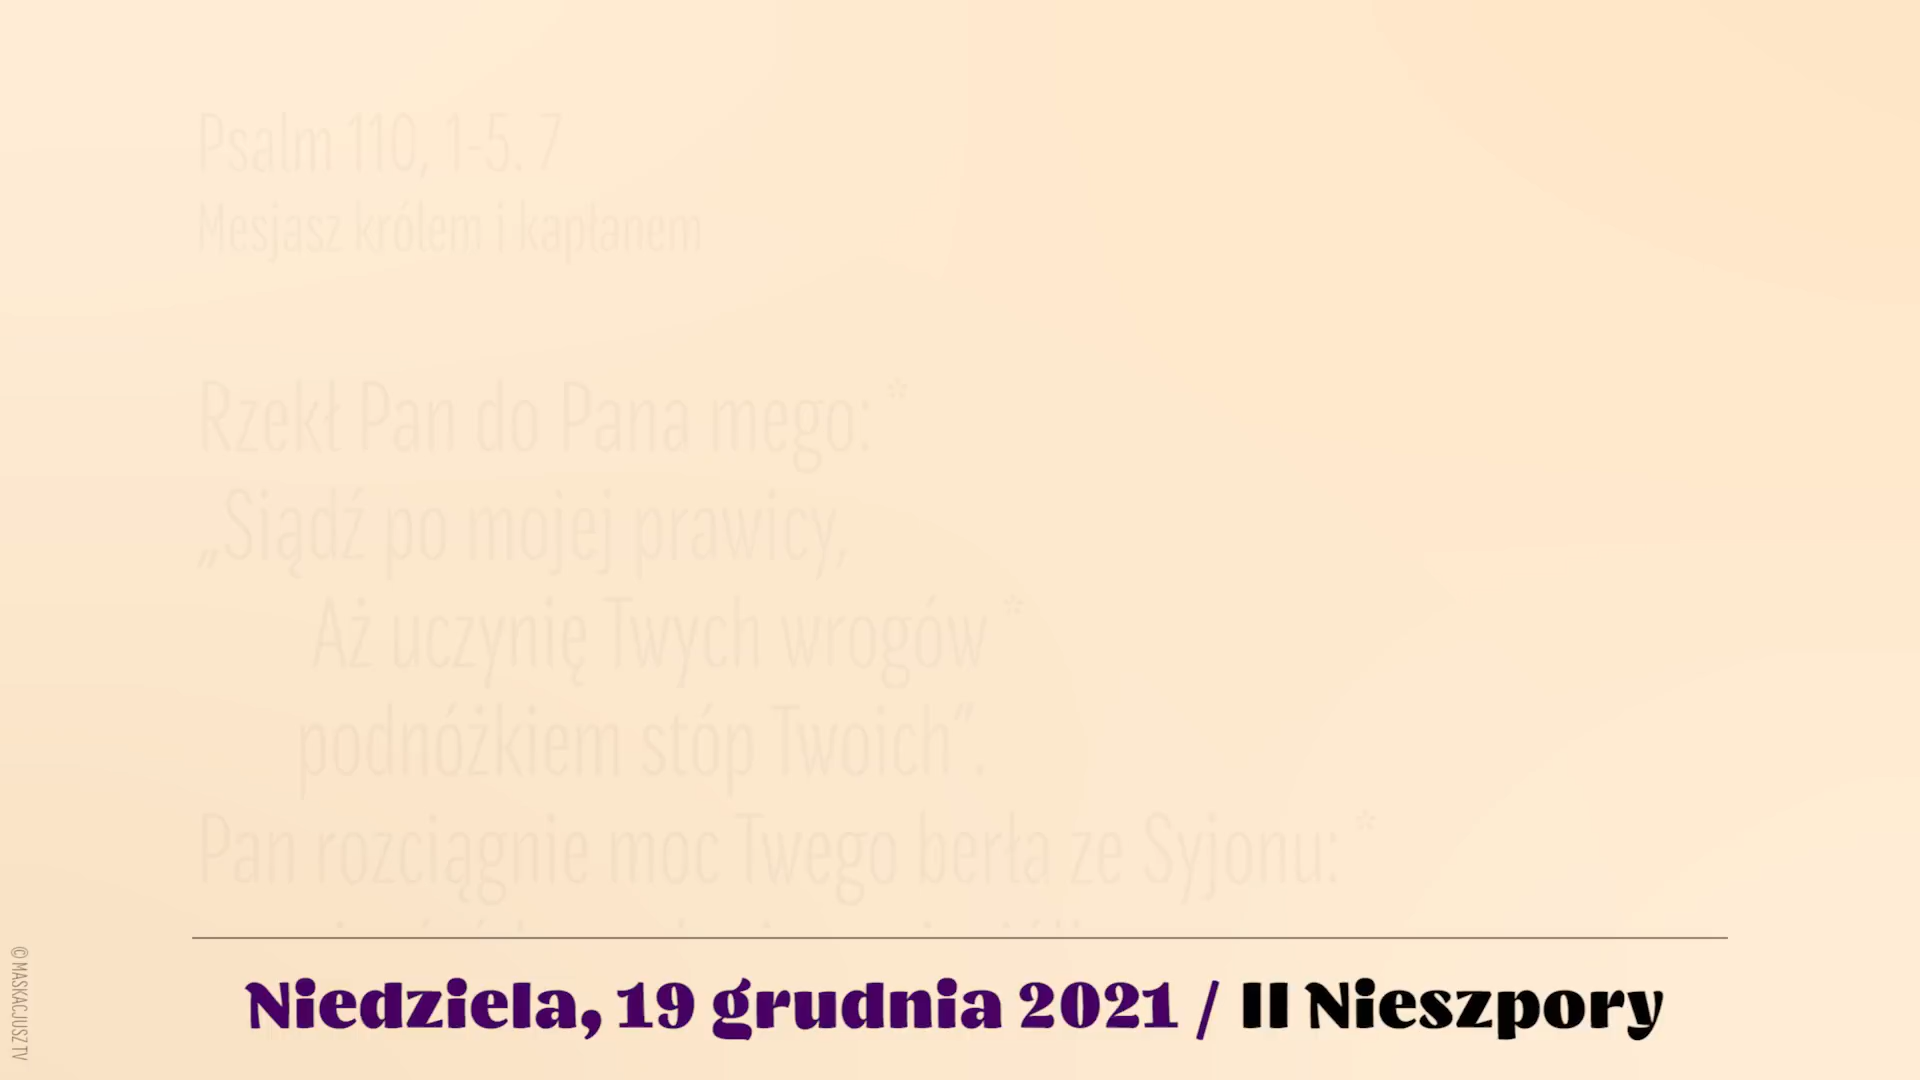 Psalm 110, 1-5. 7
Mesjasz królem i kapłanem
Rzekł Pan do Pana mego: *
„Siądź po mojej prawicy,
Aż uczynię Twych wrogów *
podnóżkiem stóp Twoich”.
Pan rozciągnie moc Twego berła ze Syjonu: *
Niedziela, 19 grudnia 2021 / II Nieszpory
© MASKACJUSZ TV